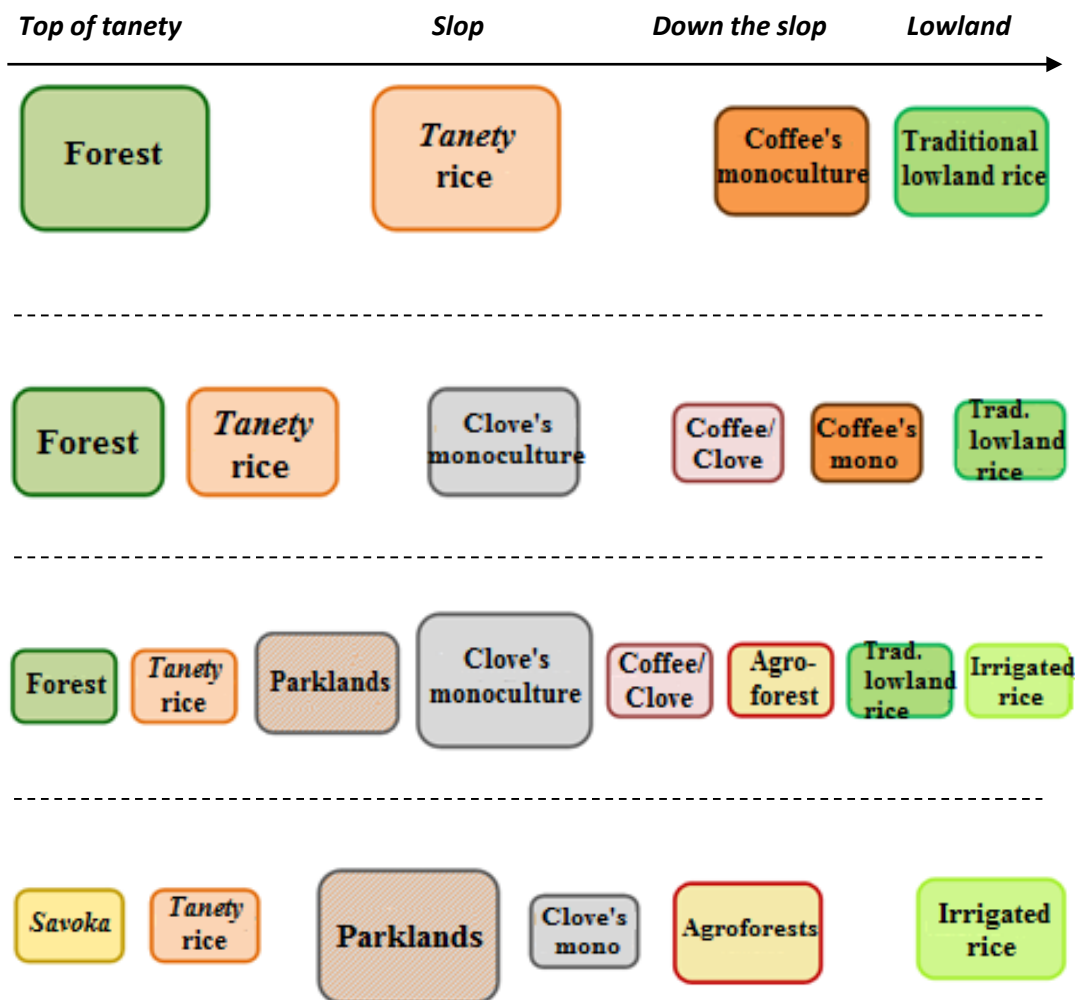 Top of tanety
Slop
Down the slop
Lowland
Forest
Tanety
rice
Coffee's
monoculture
Traditional
lowland rice
Forest
Tanety
rice
Clove's
monoculture
Coffee/
Clove
Coffee's
mono
Trad.
lowland
rice
Forest
Tanety
rice
Parklands
Clove's
monoculture
Coffee/
Clove
Agro-
forest
Trad.
lowland
rice
Irrigated
rice
Savoka
Tanety
rice
Parklands
Clove's
mono
Agroforests
Irrigated
rice